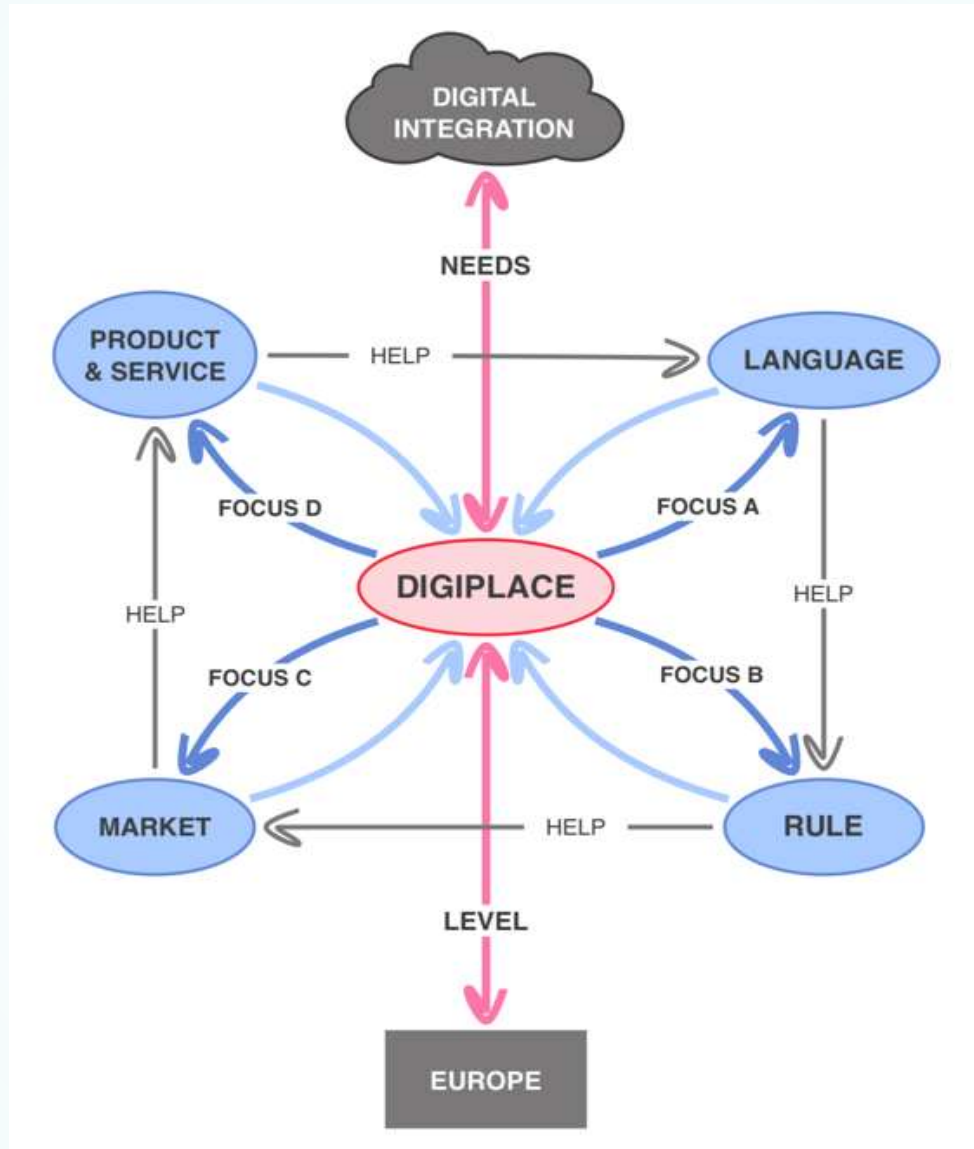 DIGITAL
INTEGRATION
NEEDS
PRODUCT
& SERVICE
HELP
LANGUAGE
FOCUS D
FOCUS A
DIGIPLACE
HELP
HELP
FOCUS C
FOCUS B
MARKET
HELP
RULE
LEVEL
EUROPE